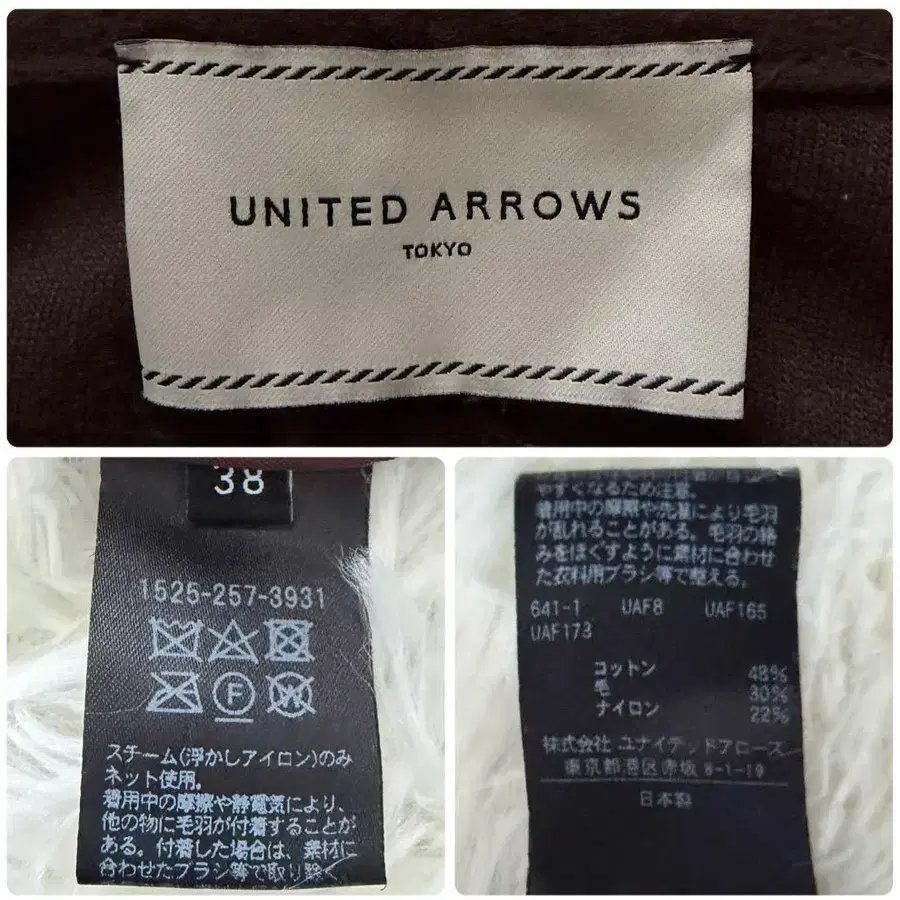 UNITED ARROWS
TOKYO
38
1525-257-3931
F
W
スチーム(浮かしアイロン)のみ
ネット使用。
着用中の摩擦や静電気により、
他の物に毛羽が付着することが
ある。付着した場合は、素材に
合わせたブラシ等で取り除く
やすくなるため注意。
着用中の摩擦や洗濯により毛羽
が乱れることがある。毛羽の絡
みをほぐすように素材に合わせ
た衣料用ブラシ等で整える。
641-1 UAF8 UAF165
UAF173
コットン 48%
毛 30%
ナイロン 22%
株式会社 ユナイテッドアローズ
東京都港区赤坂 8-1-19
日本製